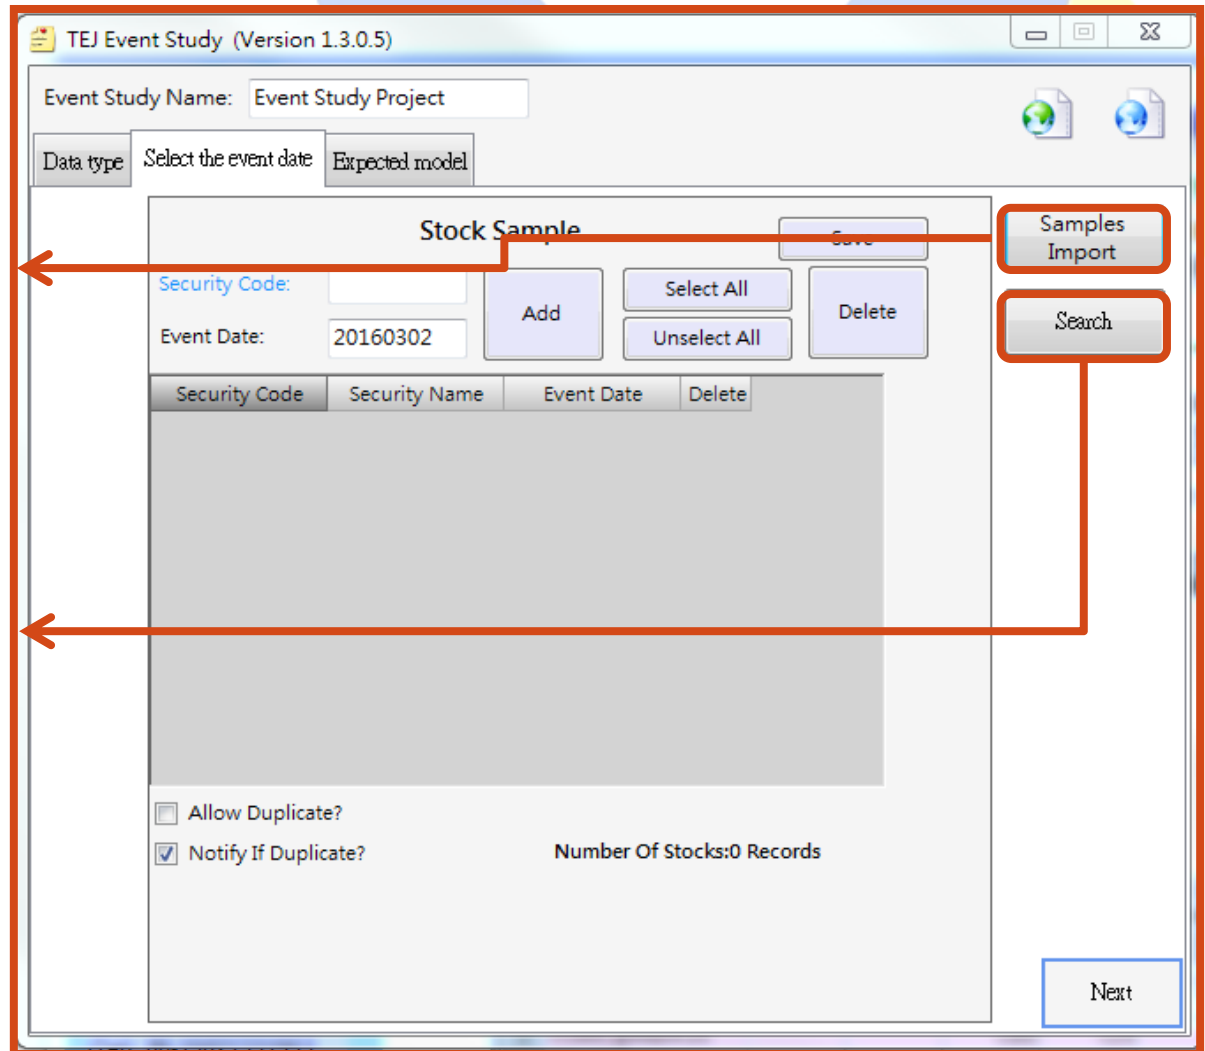 TEJ Event Study (Version 1.3.0.5)
Event Study Name: Event Study Project
Data type Select the event date Expected model
Stock Sample Save
Samples Import
Security Code:
Add Select All Delete
Search
Event Date: 20160302 Unselect All
Security Code Security Name Event Date Delete
Allow Duplicate?
Notify If Duplicate? Number Of Stocks:0 Records
Next